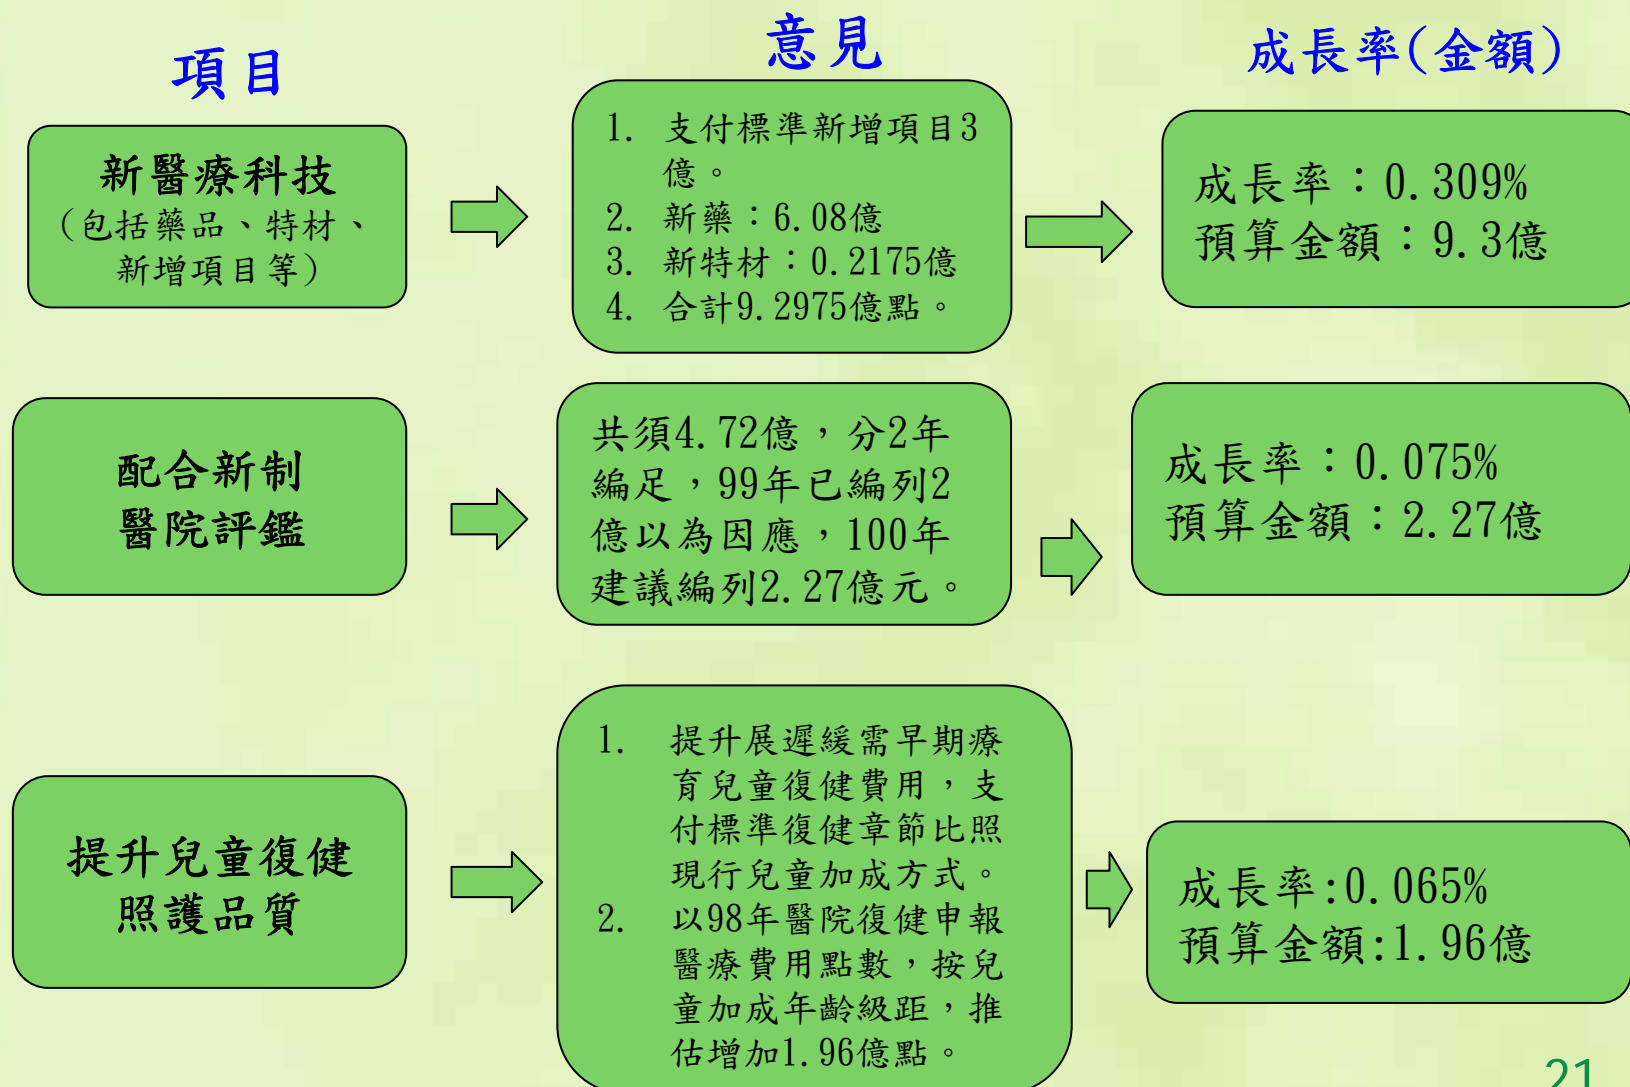 項目
意見
成長率(金額)
新醫療科技
(包括藥品、特材、
新增項目等)
1. 支付標準新增項目3
億。
2. 新藥：6.08億
3. 新特材：0.2175億
4. 合計9.2975億點。
成長率：0.309%
預算金額：9.3億
配合新制
醫院評鑑
共須4.72億，分2年
編足，99年已編列2
億以為因應，100年
建議編列2.27億元。
成長率：0.075%
預算金額：2.27億
提升兒童復健
照護品質
1. 提升展遲緩需早期療
育兒童復健費用，支
付標準復健章節比照
現行兒童加成方式。
2. 以98年醫院復健申報
醫療費用點數，按兒
童加成年齡級距，推
估增加1.96億點。
成長率:0.065%
預算金額:1.96億
21